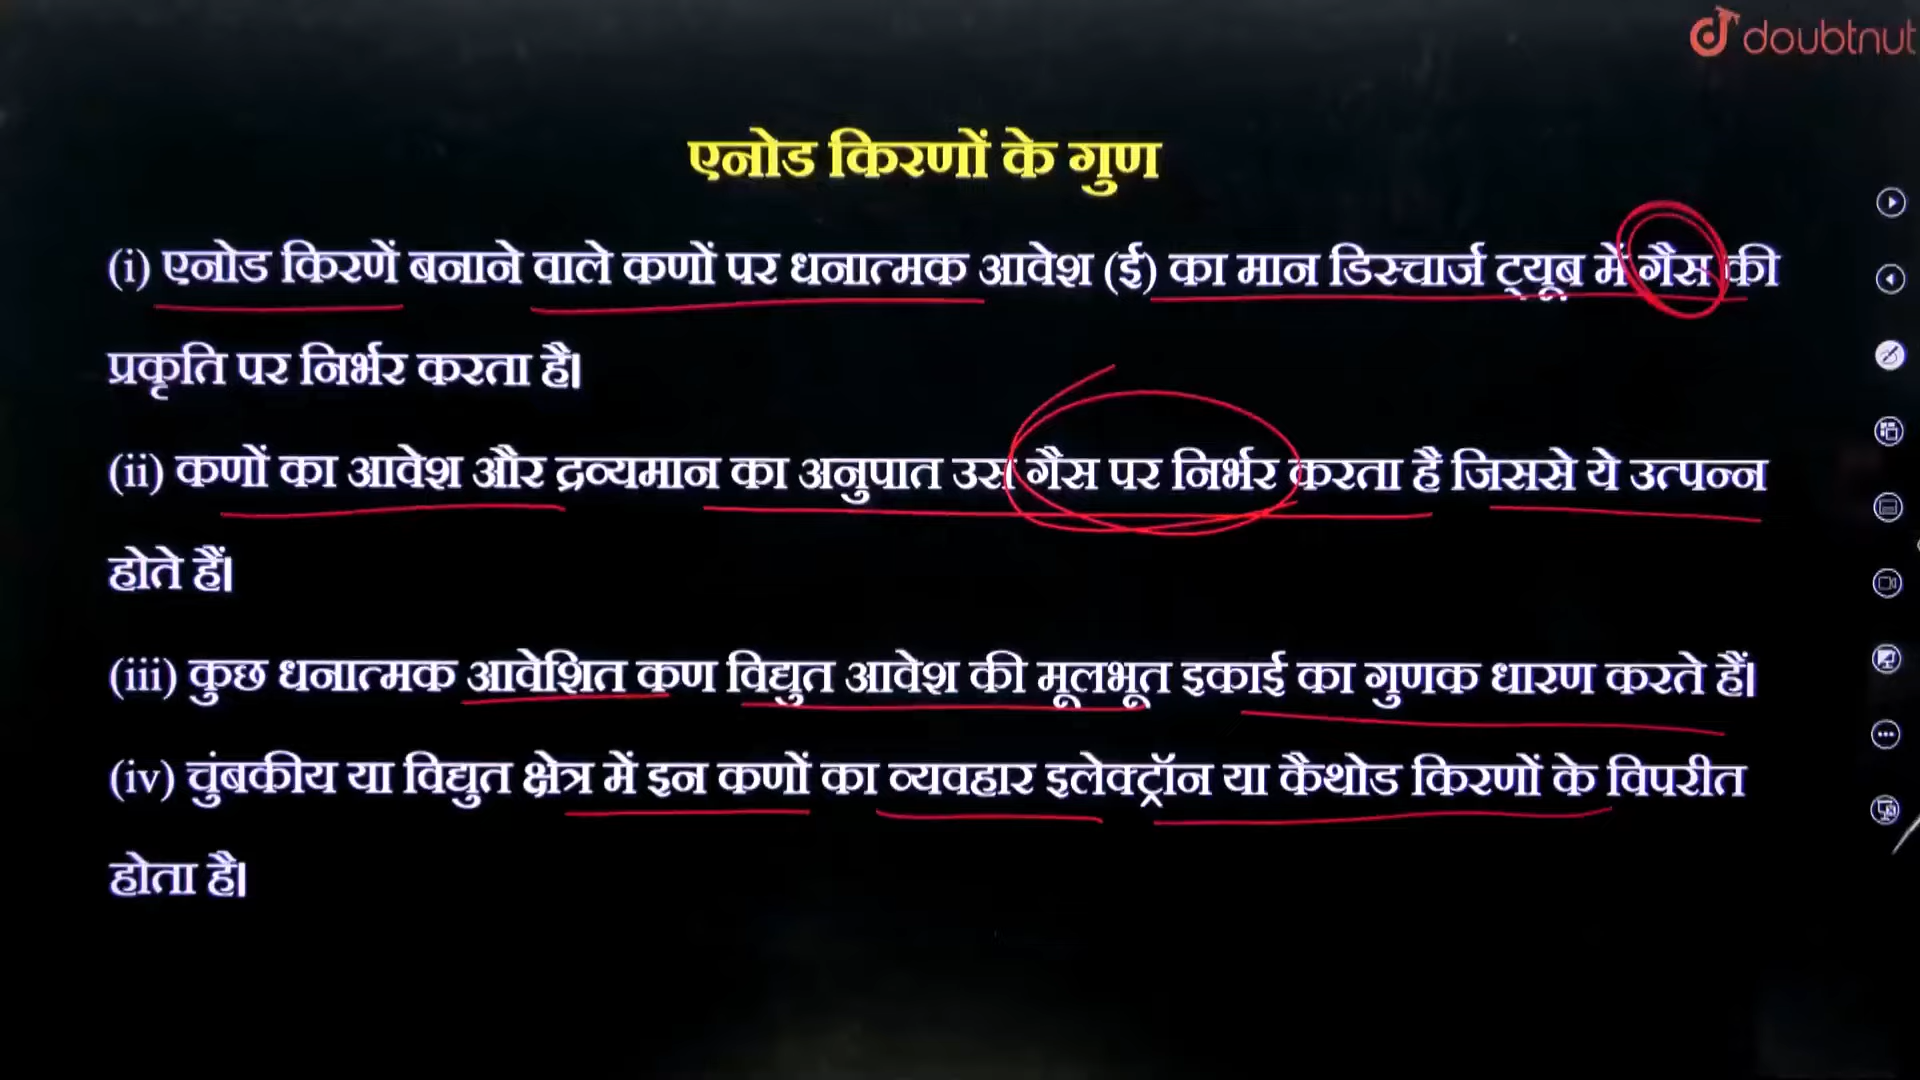 doubtnut
एनोड किरणों के गुण
(i) एनोड किरणें बनाने वाले कणों पर धनात्मक आवेश (ई) का मान डिस्चार्ज ट्यूब में गैस की
प्रकृति पर निर्भर करता है।
(ii) कणों का आवेश और द्रव्यमान का अनुपात उस गैस पर निर्भर करता है जिससे ये उत्पन्न
होते हैं।
(iii) कुछ धनात्मक आवेशित कण विद्युत आवेश की मूलभूत इकाई का गुणक धारण करते हैं।
(iv) चुंबकीय या विद्युत क्षेत्र में इन कणों का व्यवहार इलेक्ट्रॉन या कैथोड किरणों के विपरीत
होता है।